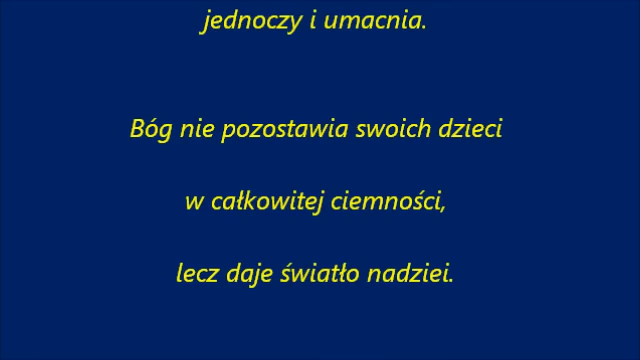 jednoczy i umacnia.
Bóg nie pozostawia swoich dzieci
w całkowitej ciemności,
lecz daje światło nadziei.